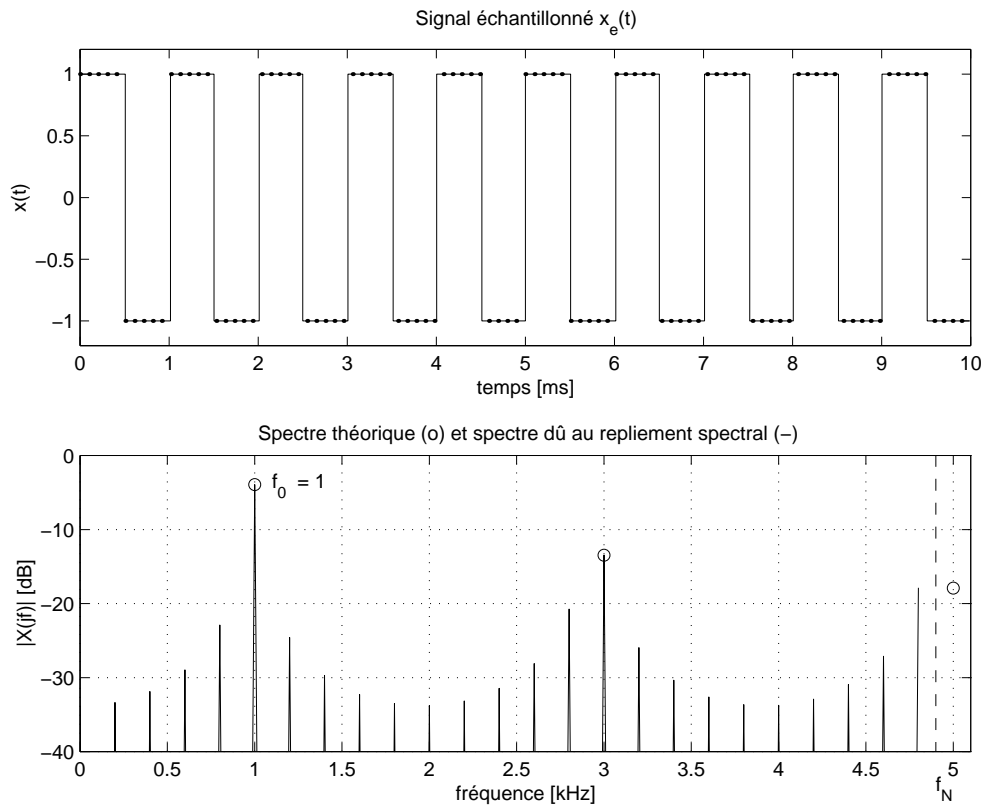 Signal échantillonné x_e(t)
1
0.5
0
−0.5
−1
x(t)
0 1 2 3 4 5 6 7 8 9 10
temps [ms]
Spectre théorique (o) et spectre dû au repliement spectral (−)
0
−10
−20
−30
−40
|X(jf)| [dB]
f_0 = 1
0 0.5 1 1.5 2 2.5 3 3.5 4 4.5 5
f_N
fréquence [kHz]